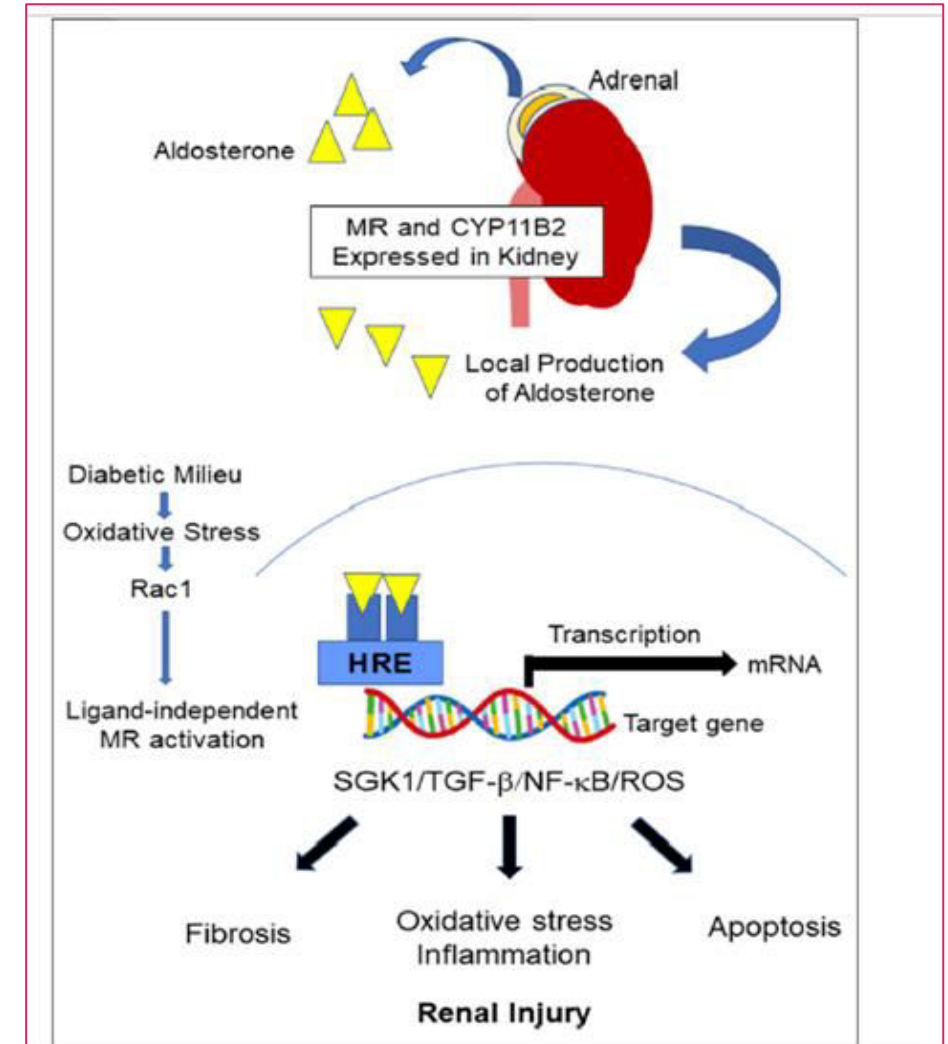 Adrenal
Aldosterone
MR and CYP11B2
Expressed in Kidney
Local Production
of Aldosterone
Diabetic Milieu
Oxidative Stress
Rac1
Ligand-independent
MR activation
HRE
Transcription
mRNA
Target gene
SGK1/TGF-β/NF-κB/ROS
Fibrosis
Oxidative stress
Inflammation
Apoptosis
Renal Injury